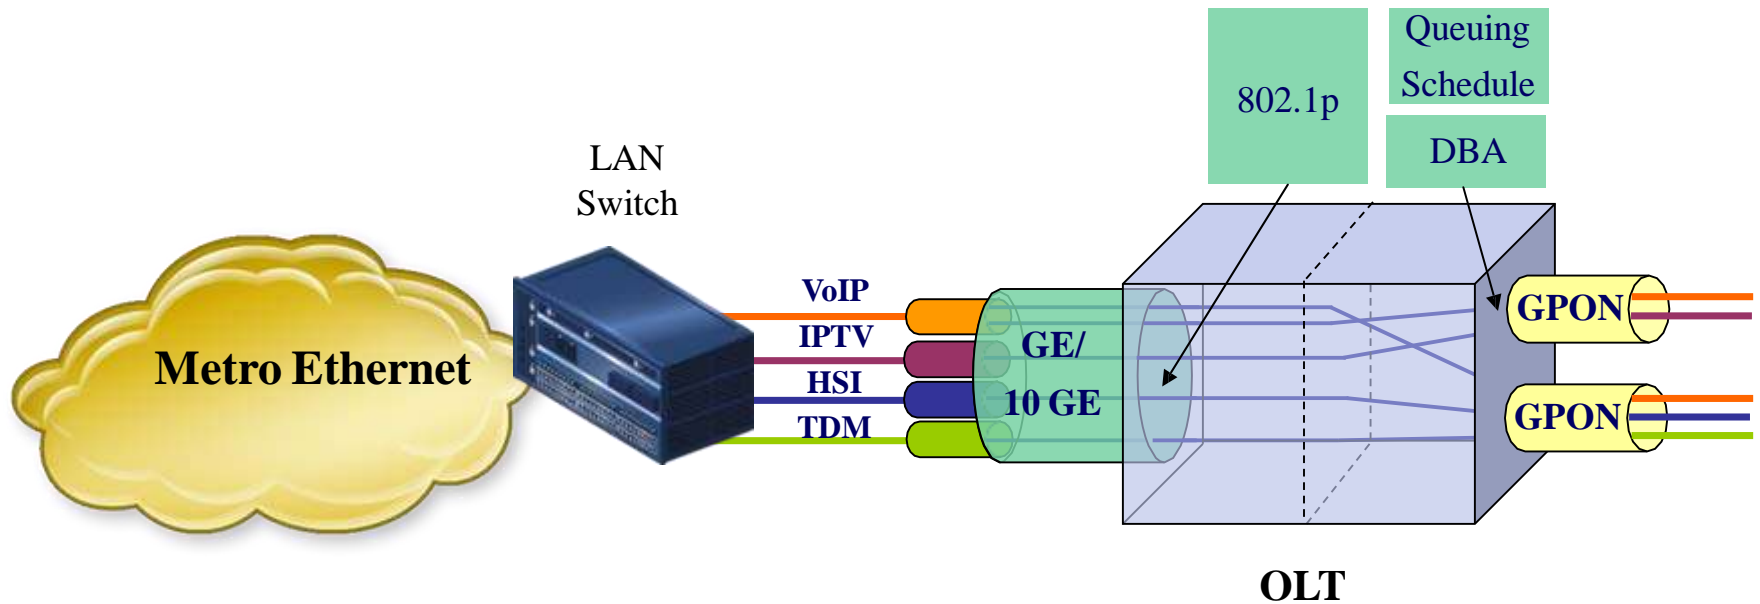 Queuing
Schedule
802.1p
DBA
LAN
Switch
VoIP
IPTV
HSI
TDM
Metro Ethernet
GE/
10 GE
GPON
GPON
OLT